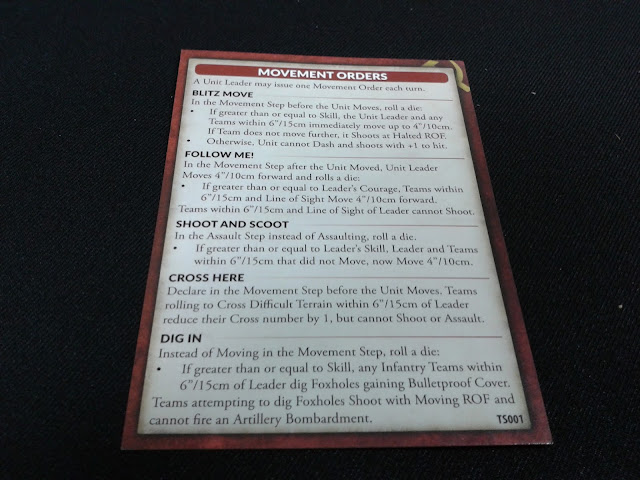 MOVEMENT ORDERS
A Unit Leader may issue one Movement Order each turn.
BLITZ MOVE
In the Movement Step before the Unit Moves, roll a die:
• If greater than or equal to Skill, the Unit Leader and any
Teams within 6"/15cm immediately move up to 4"/10cm.
If Team does not move further, it Shoots at Halted ROF.
• Otherwise, Unit cannot Dash and shoots with +1 to hit.
FOLLOW ME!
In the Movement Step after the Unit Moved, Unit Leader
Moves 4"/10cm forward and rolls a die:
• If greater than or equal to Leader's Courage, Teams within
6"/15cm and Line of Sight Move 4"/10cm forward.
Teams within 6"/15cm and Line of Sight of Leader cannot Shoot.
SHOOT AND SCOOT
In the Assault Step instead of Assaulting, roll a die.
• If greater than or equal to Leader's Skill, Leader and Teams
within 6"/15cm that did not Move, now Move 4"/10cm.
CROSS HERE
Declare in the Movement Step before the Unit Moves, Teams
rolling to Cross Difficult Terrain within 6"/15cm of Leader
reduce their Cross number by 1, but cannot Shoot or Assault.
DIG IN
Instead of Moving in the Movement Step, roll a die:
• If greater than or equal to Skill, any Infantry Teams within
6"/15cm of Leader dig Foxholes gaining Bulletproof Cover.
Teams attempting to dig Foxholes Shoot with Moving ROF and
cannot fire an Artillery Bombardment.
TS001